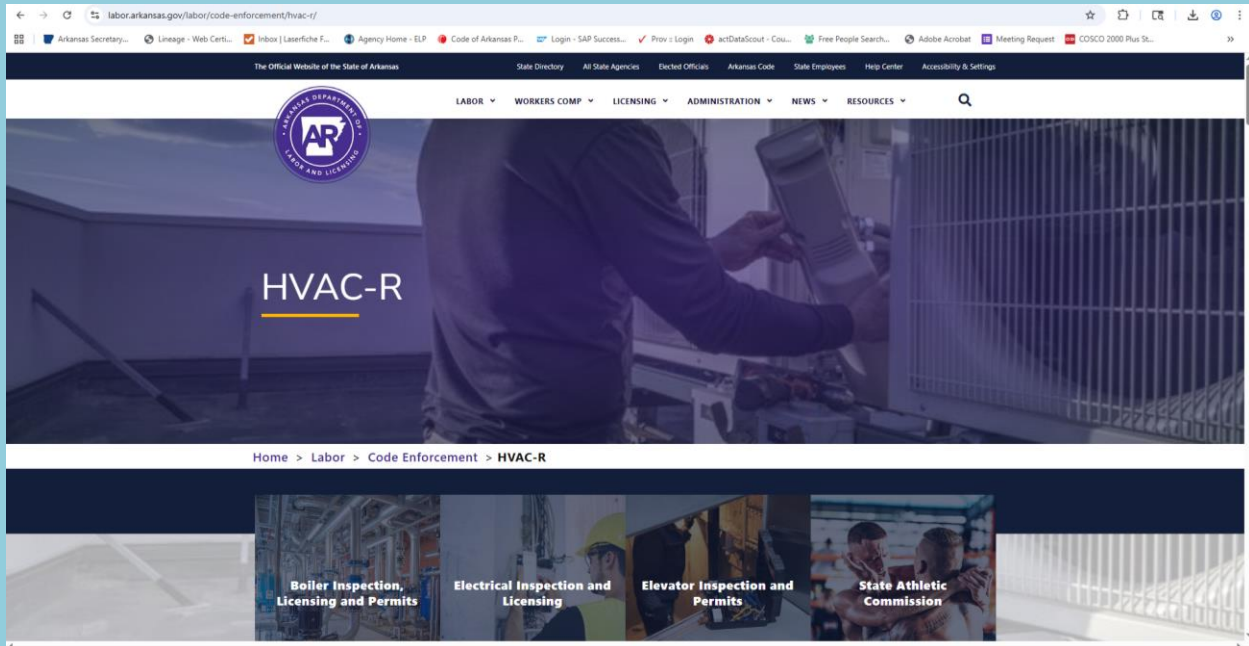 labor.arkansas.gov/labor/code-enforcement/hvac-r/
Arkansas Secretary... Lineage - Web Certi... Inbox | Laserfiche F... Agency Home - ELP Code of Arkansas P... Login - SAP Success... Prov :: Login actDataScout - Cou... Free People Search... Adobe Acrobat Meeting Request COSCO 2000 Plus St... »
The Official Website of the State of Arkansas State Directory All State Agencies Elected Officials Arkansas Code State Employees Help Center Accessibility & Settings
LABOR WORKERS COMP LICENSING ADMINISTRATION NEWS RESOURCES
ARKANSAS DEPARTMENT OF
AR
LABOR AND LICENSING
HVAC-R
Home > Labor > Code Enforcement > HVAC-R
Boiler Inspection,
Licensing and Permits
Electrical Inspection and
Licensing
Elevator Inspection and
Permits
State Athletic
Commission